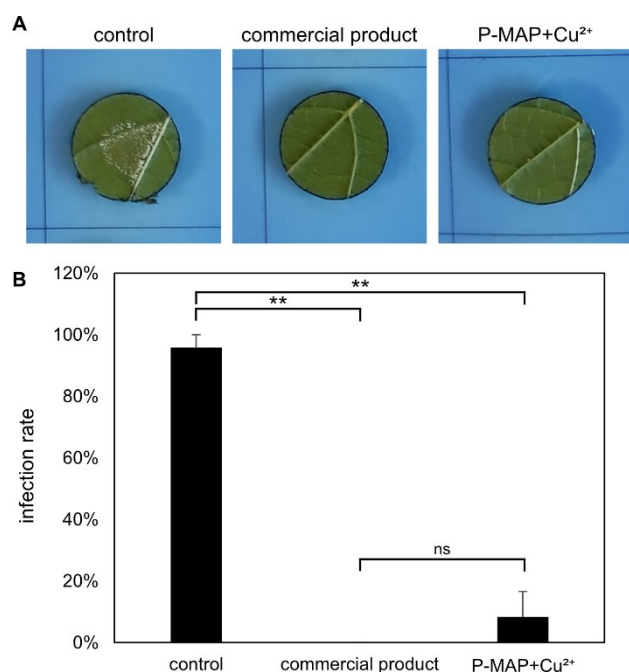 A
control
commercial product
P-MAP+Cu²⁺
B
120%
100%
80%
60%
40%
20%
0%
infection rate
**
**
ns
control
commercial product
P-MAP+Cu²⁺